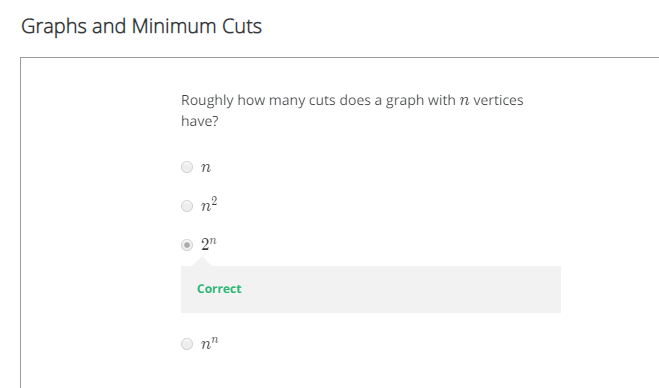 Graphs and Minimum Cuts
Roughly how many cuts does a graph with n vertices
have?
n
n²
2ⁿ
Correct
nⁿ